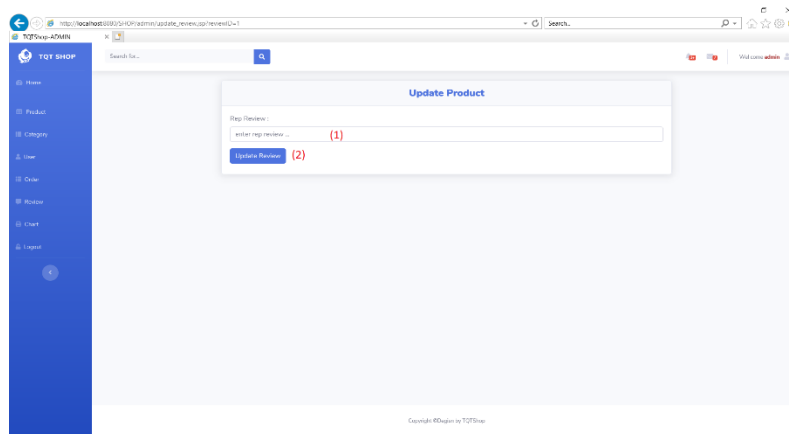 http://localhost:8080/SHOP/admin/update_review.jsp?reviewID=1
Search...
TQTShop-ADMIN
TQT SHOP
Search for...
Welcome admin
Home
Product
Category
User
Order
Review
Chart
Logout
Update Product
Rep Review :
enter rep review ... (1)
Update Review (2)
Copyright ©Design by TQTShop